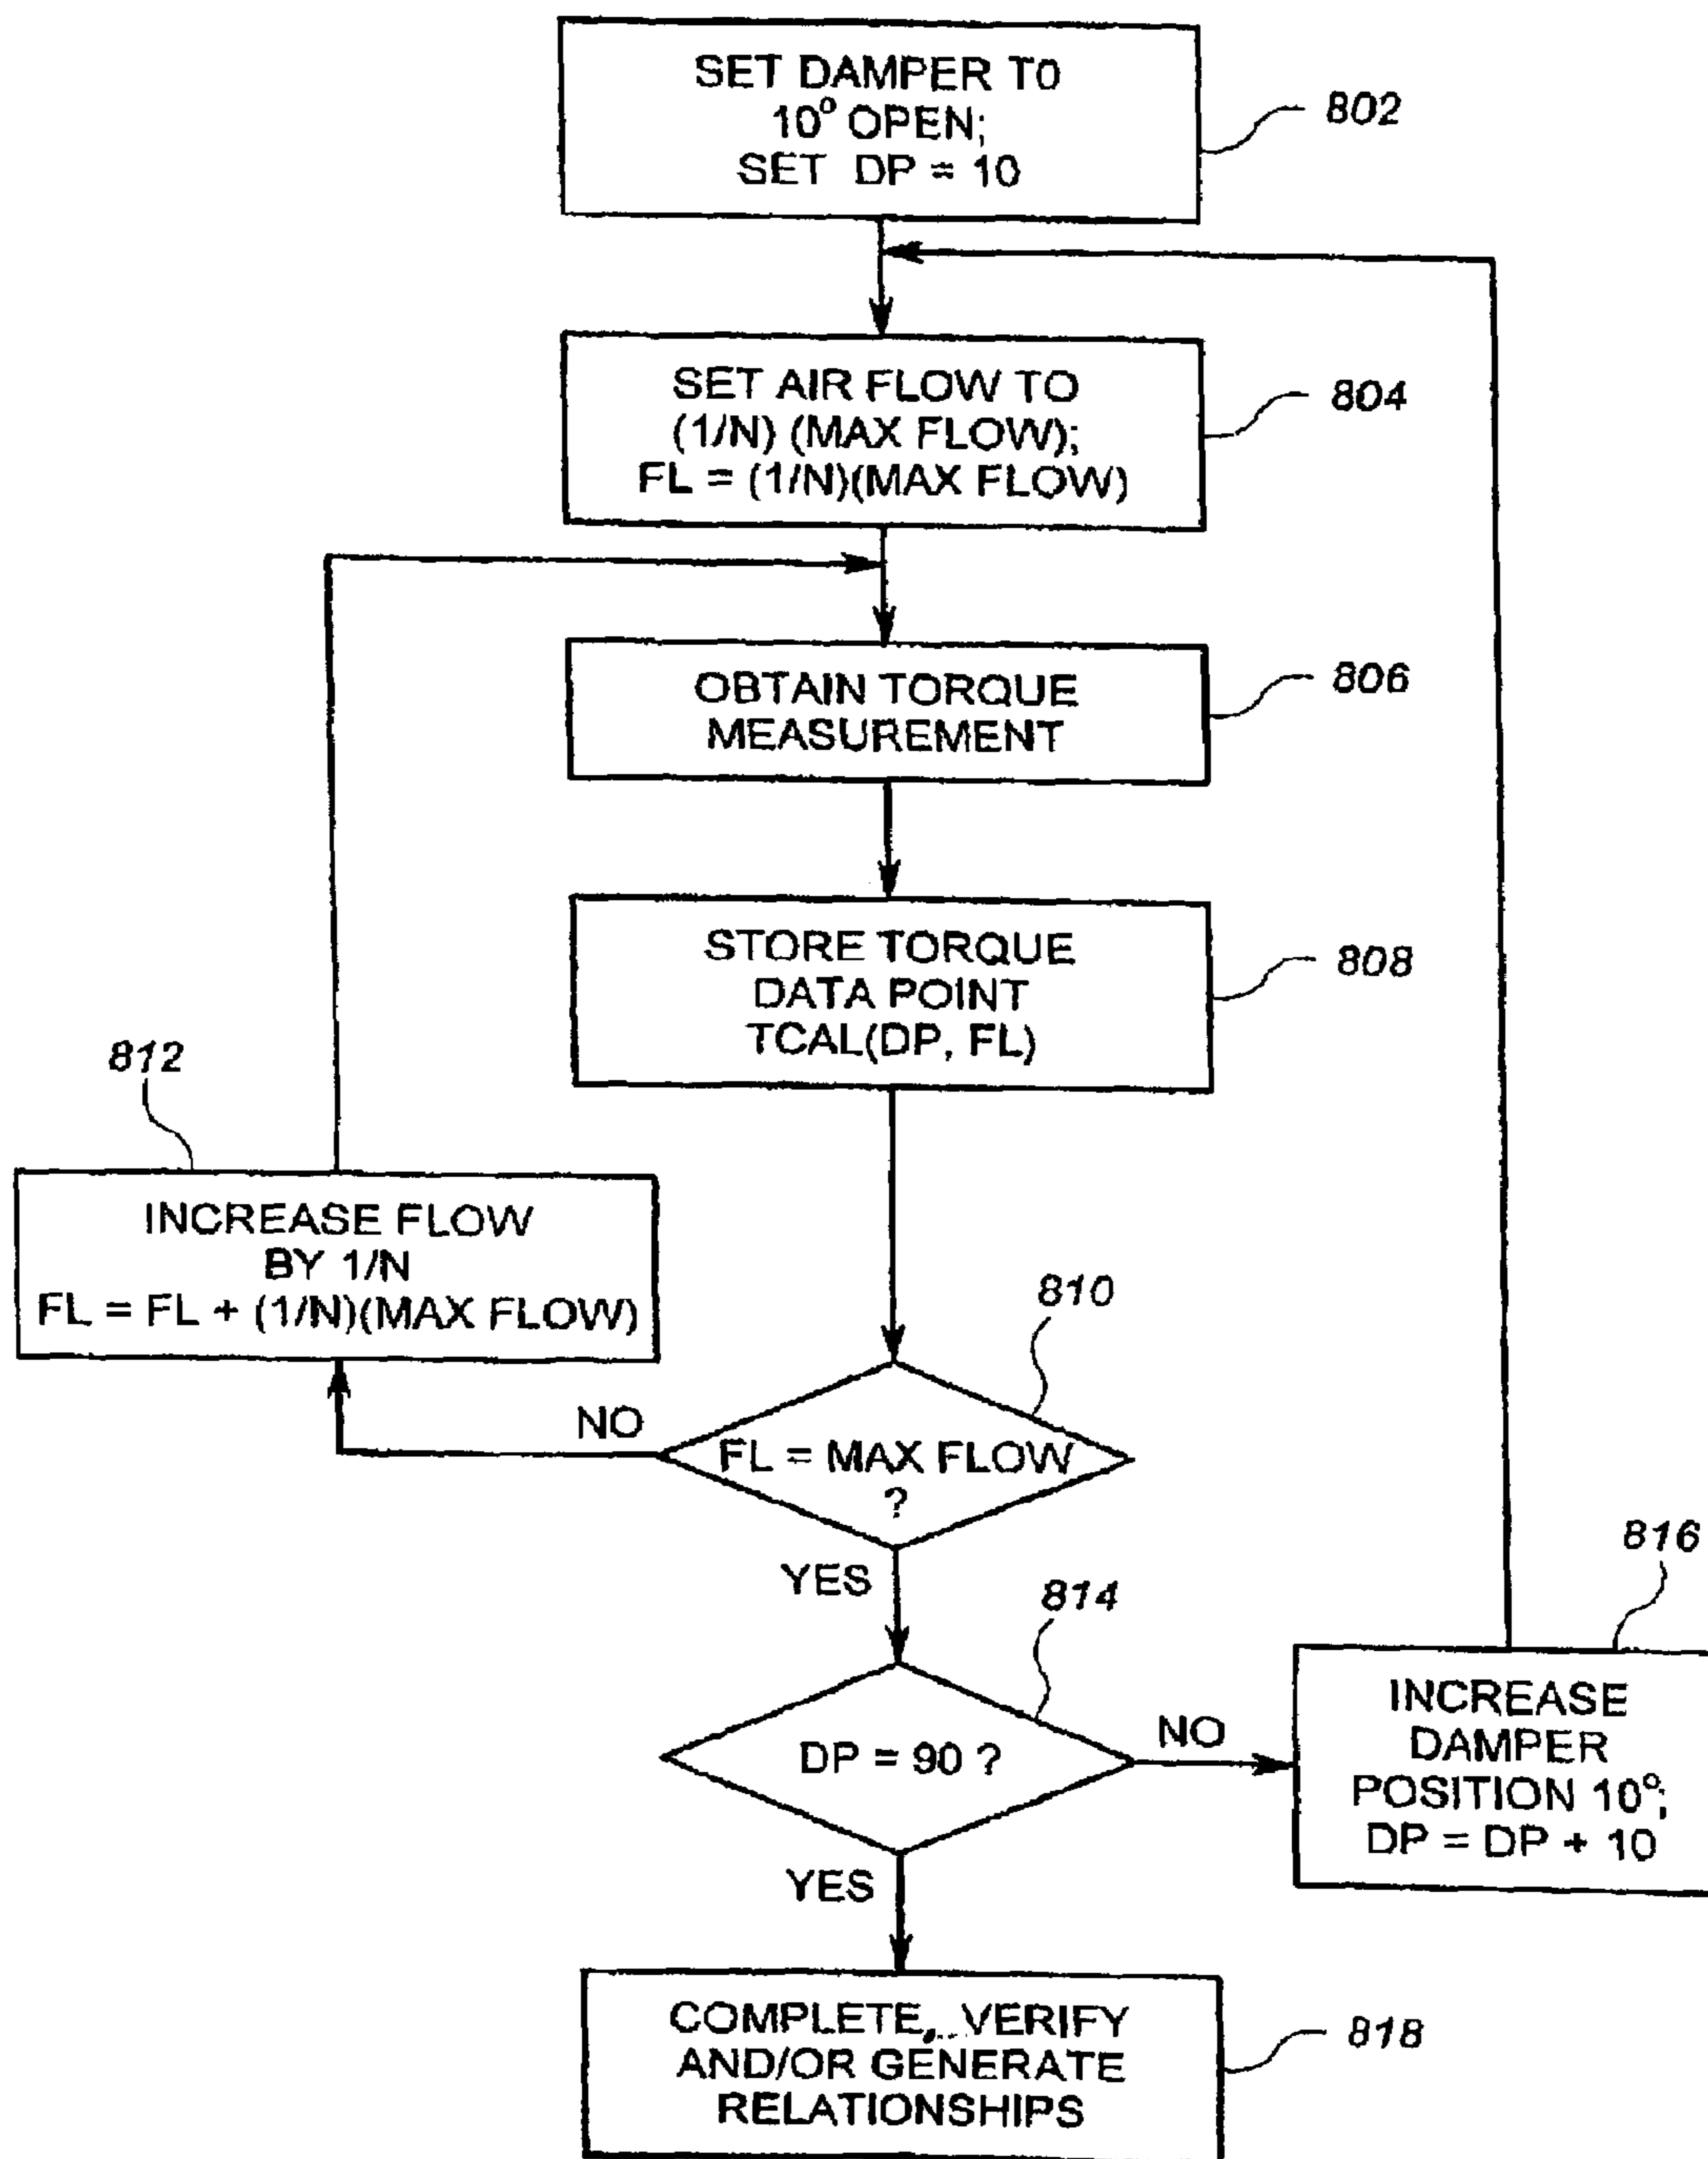 SET DAMPER TO
10° OPEN;
SET DP = 10
802
SET AIR FLOW TO
(1/N) (MAX FLOW);
FL = (1/N)(MAX FLOW)
804
OBTAIN TORQUE
MEASUREMENT
806
STORE TORQUE
DATA POINT
TCAL(DP, FL)
808
812
INCREASE FLOW
BY 1/N
FL = FL + (1/N)(MAX FLOW)
810
NO
FL = MAX FLOW
?
YES
814
816
DP = 90 ?
NO
INCREASE
DAMPER
POSITION 10°;
DP = DP + 10
YES
COMPLETE, VERIFY
AND/OR GENERATE
RELATIONSHIPS
818